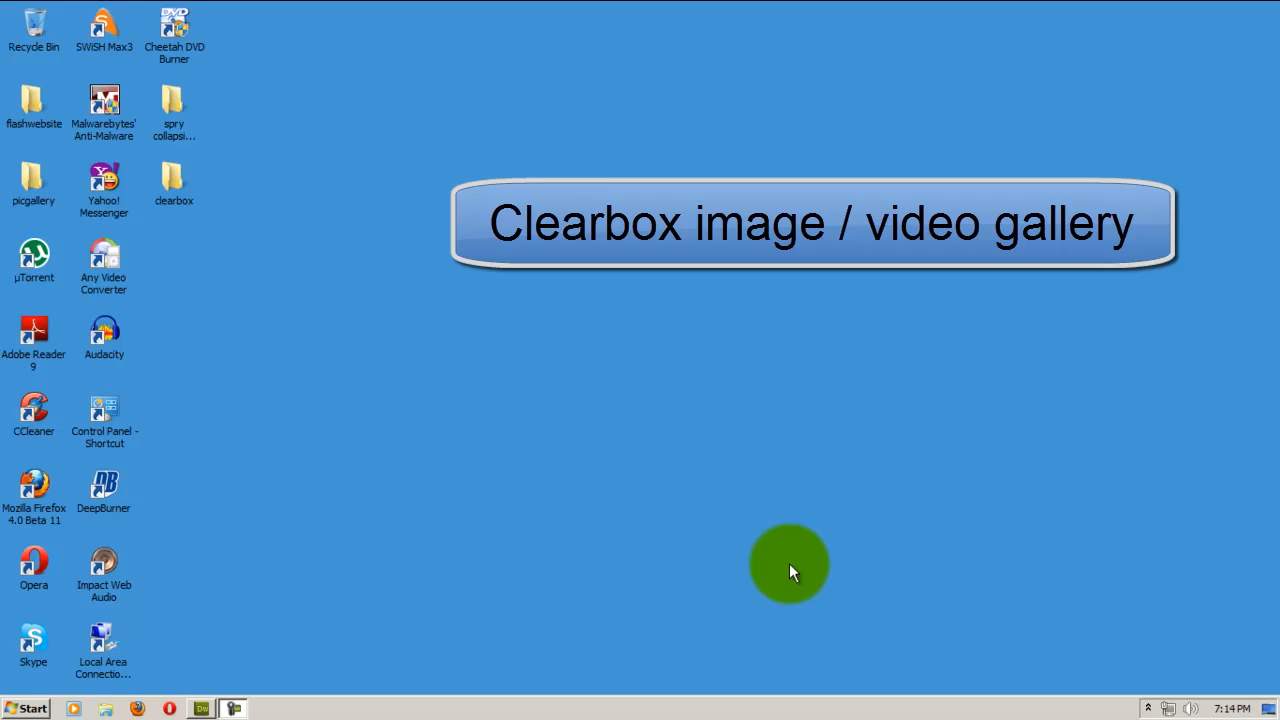 Recycle Bin
SWiSH Max3
Cheetah DVD
Burner
flashwebsite
Malwarebytes'
Anti-Malware
spry
collapsi...
picgallery
Yahoo!
Messenger
clearbox
Clearbox image / video gallery
µTorrent
Any Video
Converter
Adobe Reader
9
Audacity
CCleaner
Control Panel -
Shortcut
Mozilla Firefox
4.0 Beta 11
DeepBurner
Opera
Impact Web
Audio
Skype
Local Area
Connectio...
Start
Dw
7:14 PM